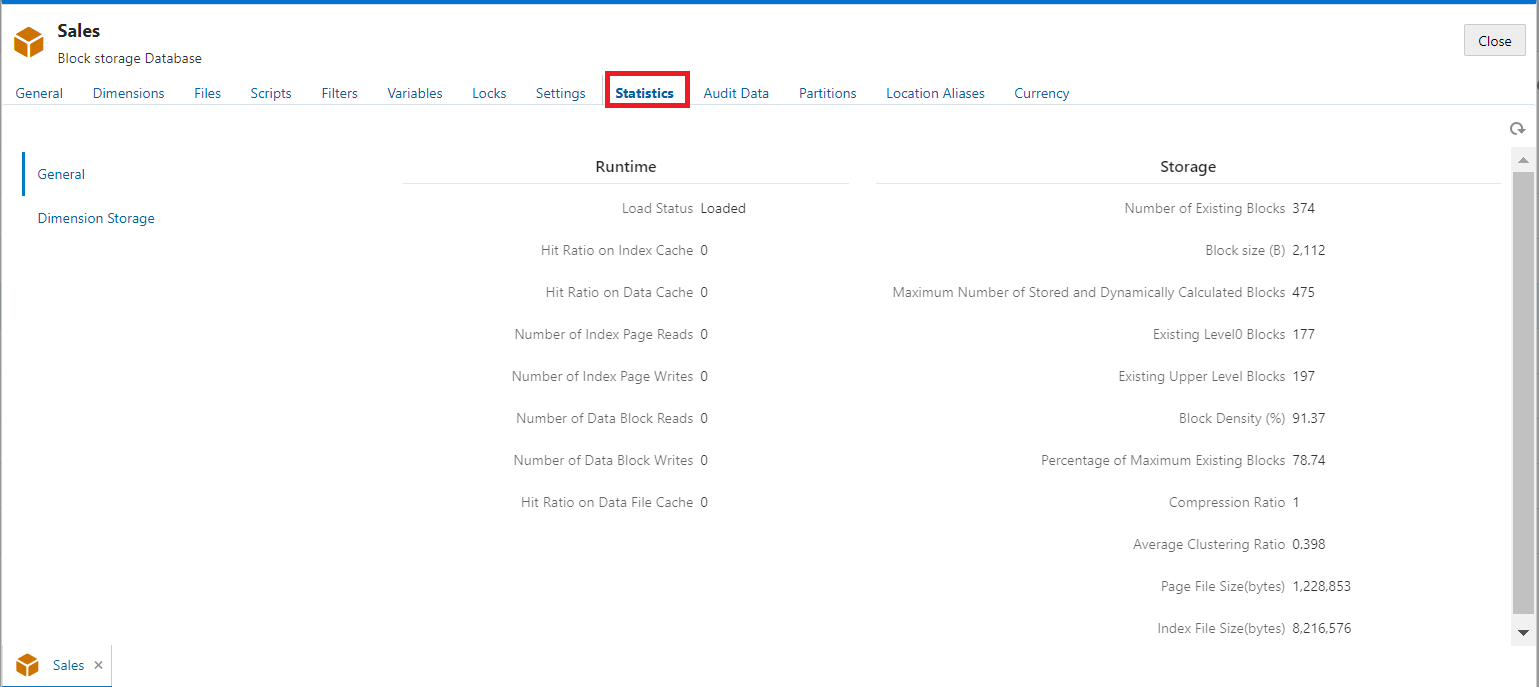 Sales
Block storage Database
Close
General Dimensions Files Scripts Filters Variables Locks Settings Statistics Audit Data Partitions Location Aliases Currency
General
Dimension Storage
Runtime
Load Status Loaded
Hit Ratio on Index Cache 0
Hit Ratio on Data Cache 0
Number of Index Page Reads 0
Number of Index Page Writes 0
Number of Data Block Reads 0
Number of Data Block Writes 0
Hit Ratio on Data File Cache 0
Storage
Number of Existing Blocks 374
Block size (B) 2,112
Maximum Number of Stored and Dynamically Calculated Blocks 475
Existing Level0 Blocks 177
Existing Upper Level Blocks 197
Block Density (%) 91.37
Percentage of Maximum Existing Blocks 78.74
Compression Ratio 1
Average Clustering Ratio 0.398
Page File Size(bytes) 1,228,853
Index File Size(bytes) 8,216,576
Sales ×